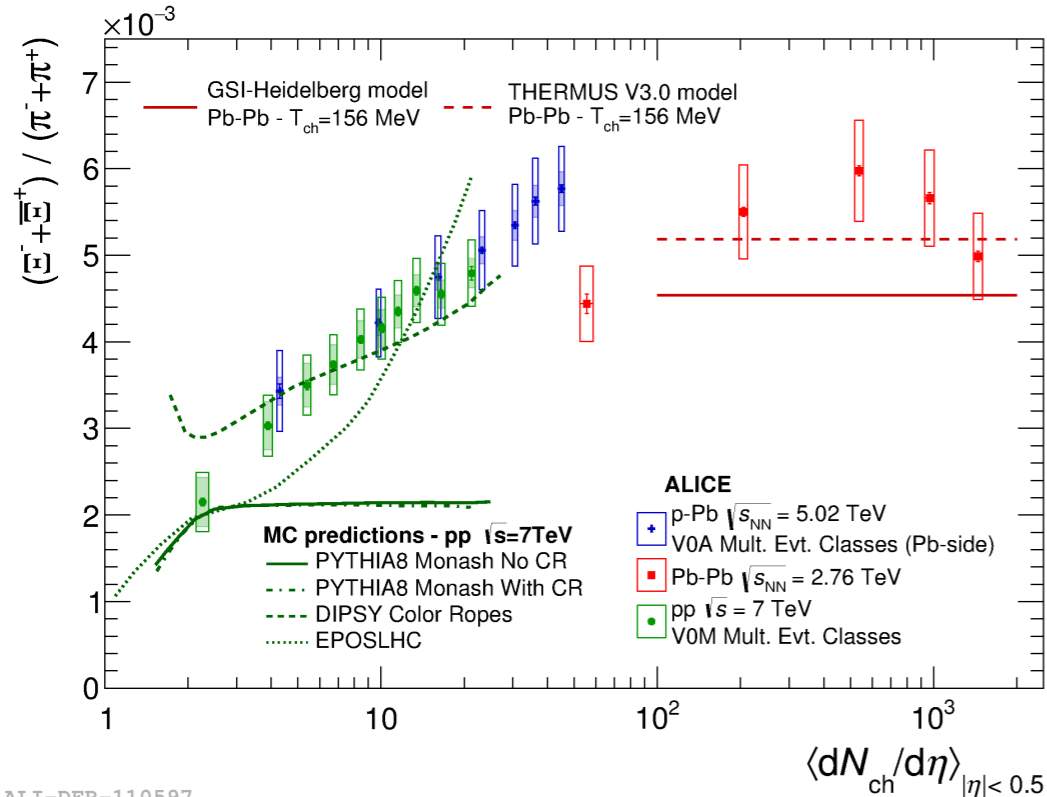 ×10⁻³
(Ξ⁻+Ξ̅⁺) / (π⁻+π⁺)
7
6
5
4
3
2
1
0
GSI-Heidelberg model
Pb-Pb - T_ch=156 MeV
THERMUS V3.0 model
Pb-Pb - T_ch=156 MeV
MC predictions - pp √s=7TeV
PYTHIA8 Monash No CR
PYTHIA8 Monash With CR
DIPSY Color Ropes
EPOSLHC
ALICE
p-Pb √s_NN = 5.02 TeV
V0A Mult. Evt. Classes (Pb-side)
Pb-Pb √s_NN = 2.76 TeV
pp √s = 7 TeV
V0M Mult. Evt. Classes
1 10 10² 10³
⟨dN_ch/dη⟩_|η|< 0.5
ALI-DER-110597